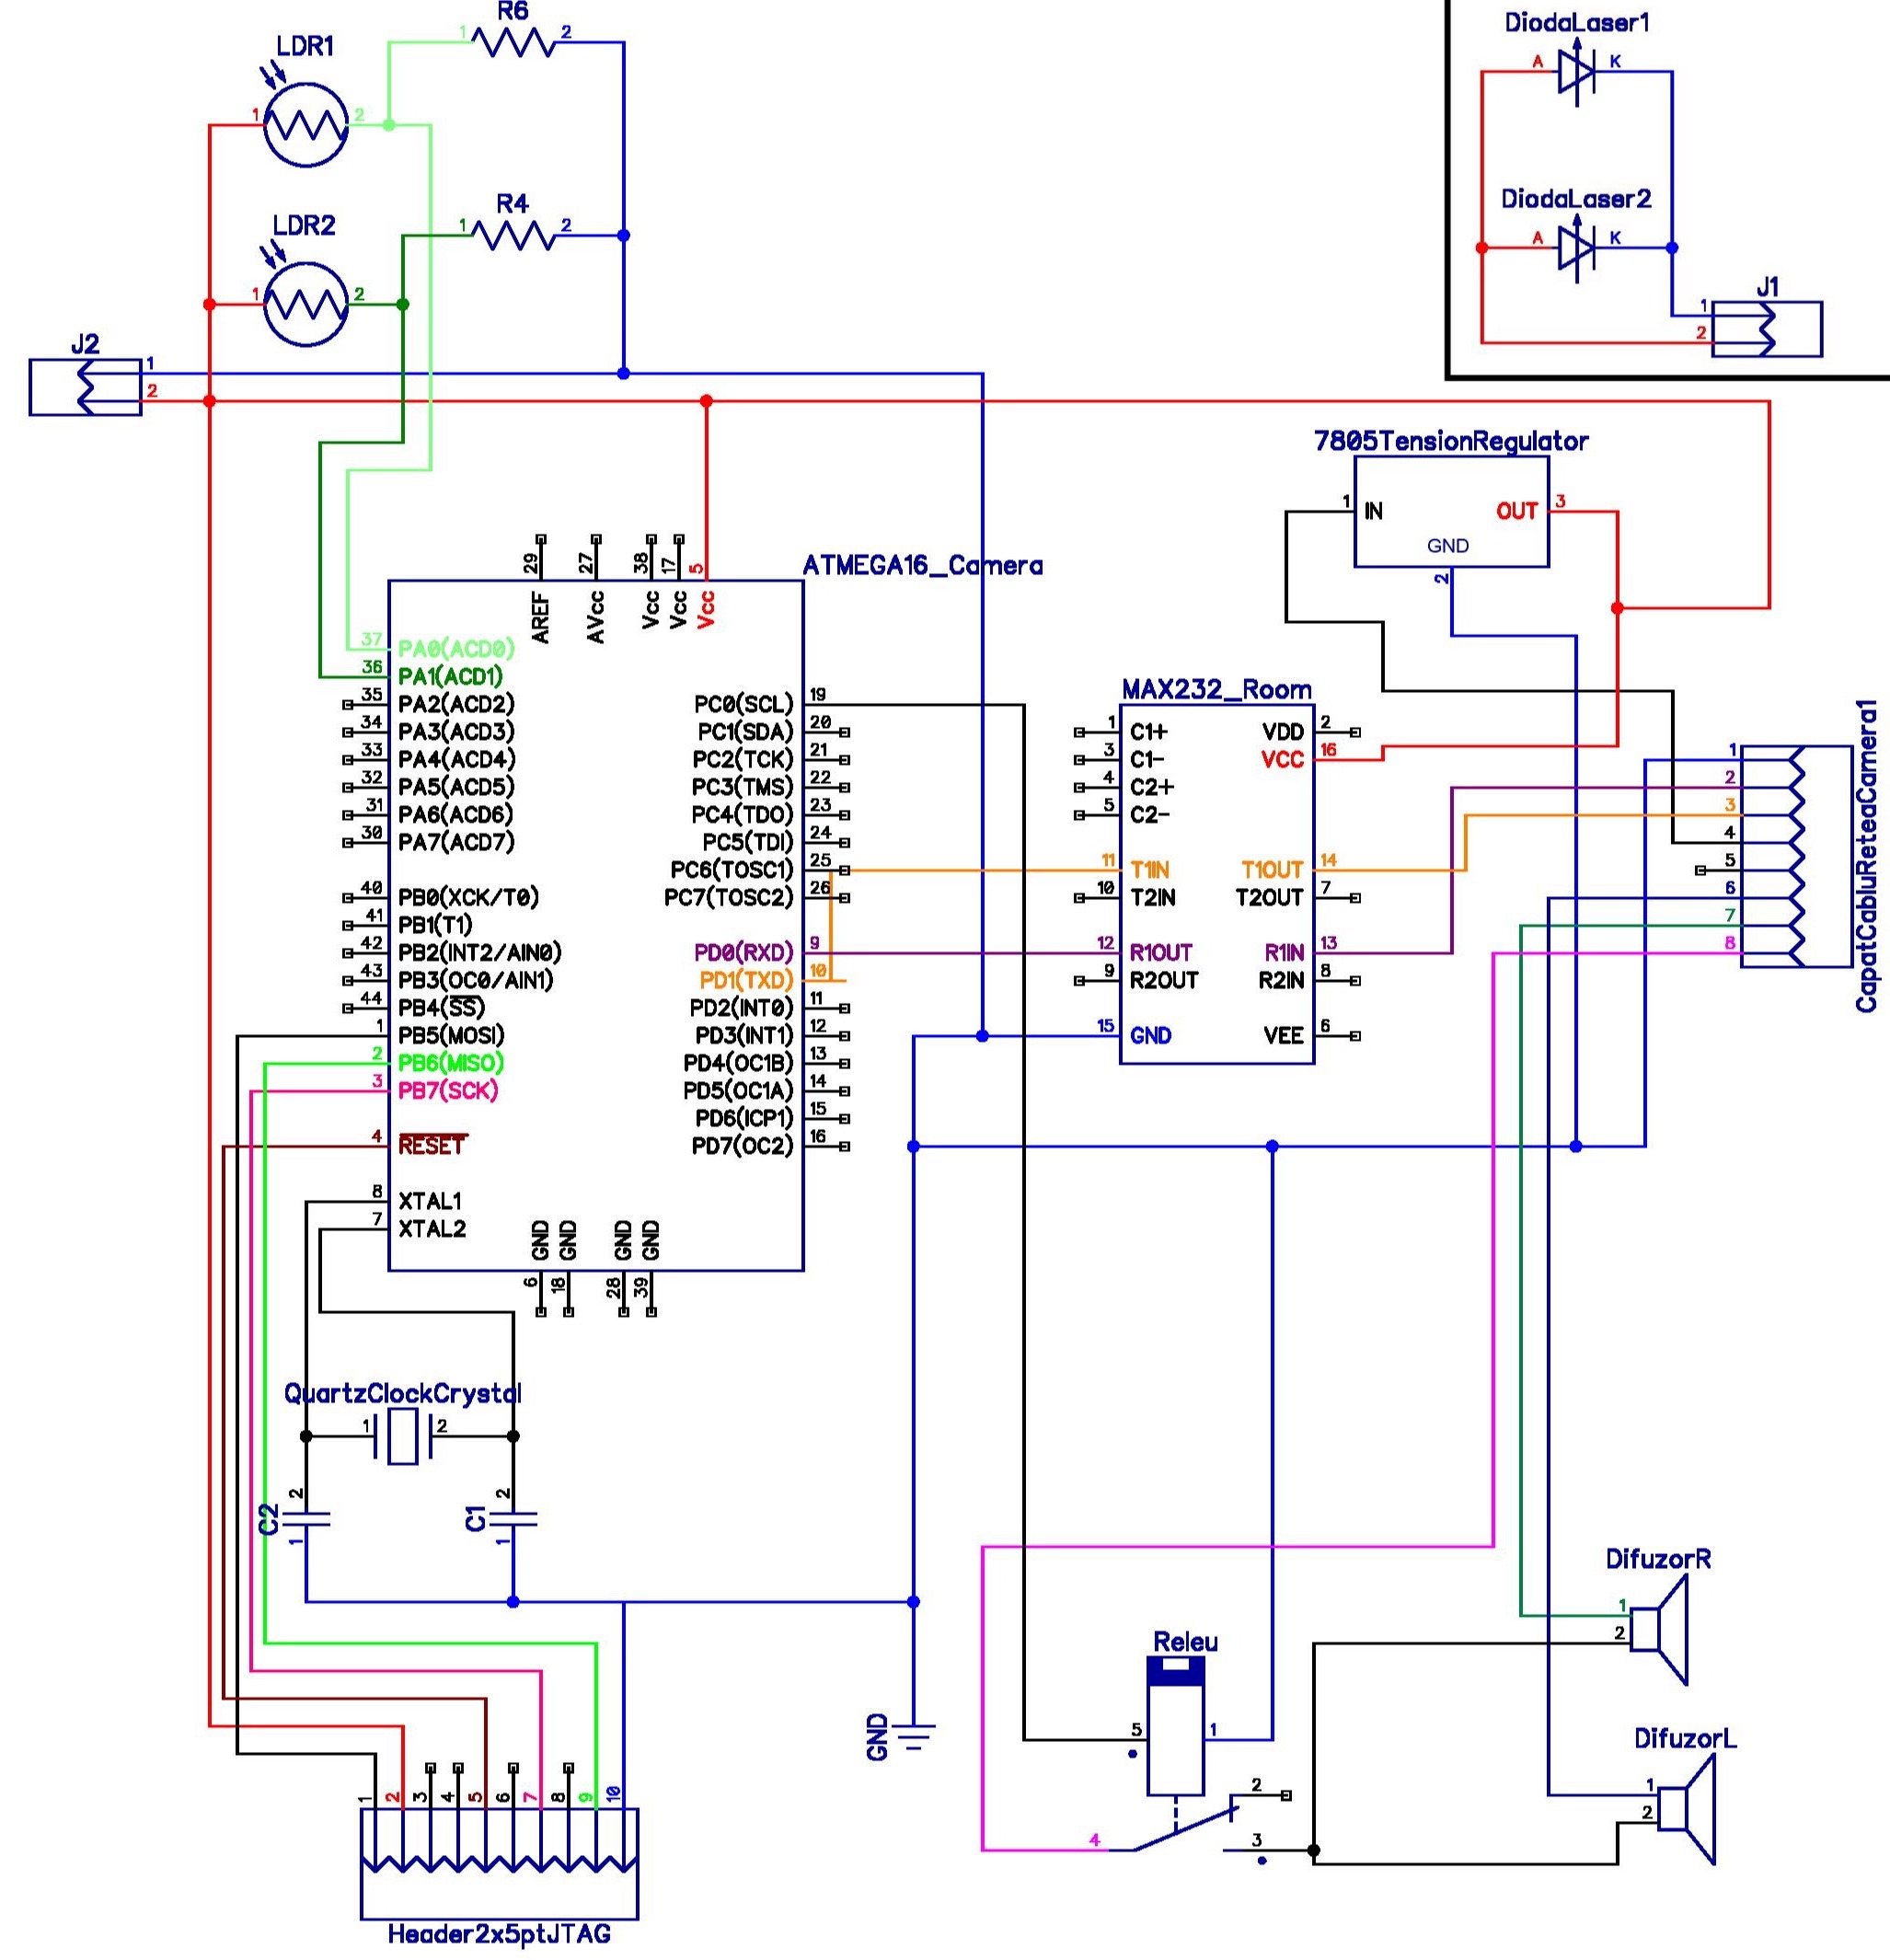 R6
1 2
LDR1
1 2
R4
1 2
LDR2
1 2
J2
1
2
DiodaLaser1
A K
DiodaLaser2
A K
J1
1
2
7805TensionRegulator
1 IN OUT 3
GND
2
ATMEGA16_Camera
29 27 38 17 5
AREF AVcc Vcc Vcc Vcc
37 PA0(ACD0)
36 PA1(ACD1)
35 PA2(ACD2)
34 PA3(ACD3)
33 PA4(ACD4)
32 PA5(ACD5)
31 PA6(ACD6)
30 PA7(ACD7)
40 PB0(XCK/T0)
41 PB1(T1)
42 PB2(INT2/AIN0)
43 PB3(OC0/AIN1)
44 PB4(SS)
1 PB5(MOSI)
2 PB6(MISO)
3 PB7(SCK)
4 RESET
8 XTAL1
7 XTAL2
PC0(SCL) 19
PC1(SDA) 20
PC2(TCK) 21
PC3(TMS) 22
PC4(TDO) 23
PC5(TDI) 24
PC6(TOSC1) 25
PC7(TOSC2) 26
PD0(RXD) 9
PD1(TXD) 10
PD2(INT0) 11
PD3(INT1) 12
PD4(OC1B) 13
PD5(OC1A) 14
PD6(ICP1) 15
PD7(OC2) 16
GND GND GND GND
6 18 28 39
MAX232_Room
1 C1+ VDD 2
3 C1- VCC 16
4 C2+
5 C2-
11 T1IN T1OUT 14
10 T2IN T2OUT 7
12 R1OUT R1IN 13
9 R2OUT R2IN 8
15 GND VEE 6
CapatCabluReteaCamera1
1
2
3
4
5
6
7
8
QuartzClockCrystal
1 2
C2 2 1
C1 2 1
GND
Releu
5 1
2
4 3
DifuzorR
1
2
DifuzorL
1
2
1 2 3 4 5 6 7 8 9 10
Header2x5ptJTAG